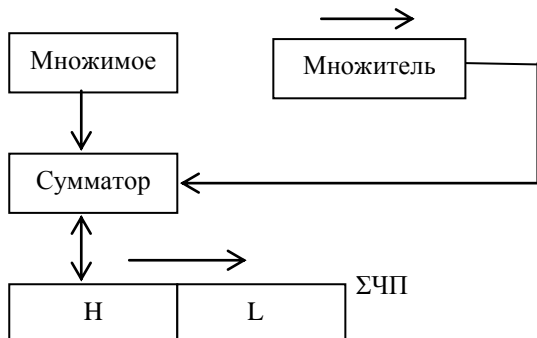 Множимое
Множитель
Сумматор
ΣЧП
H
L